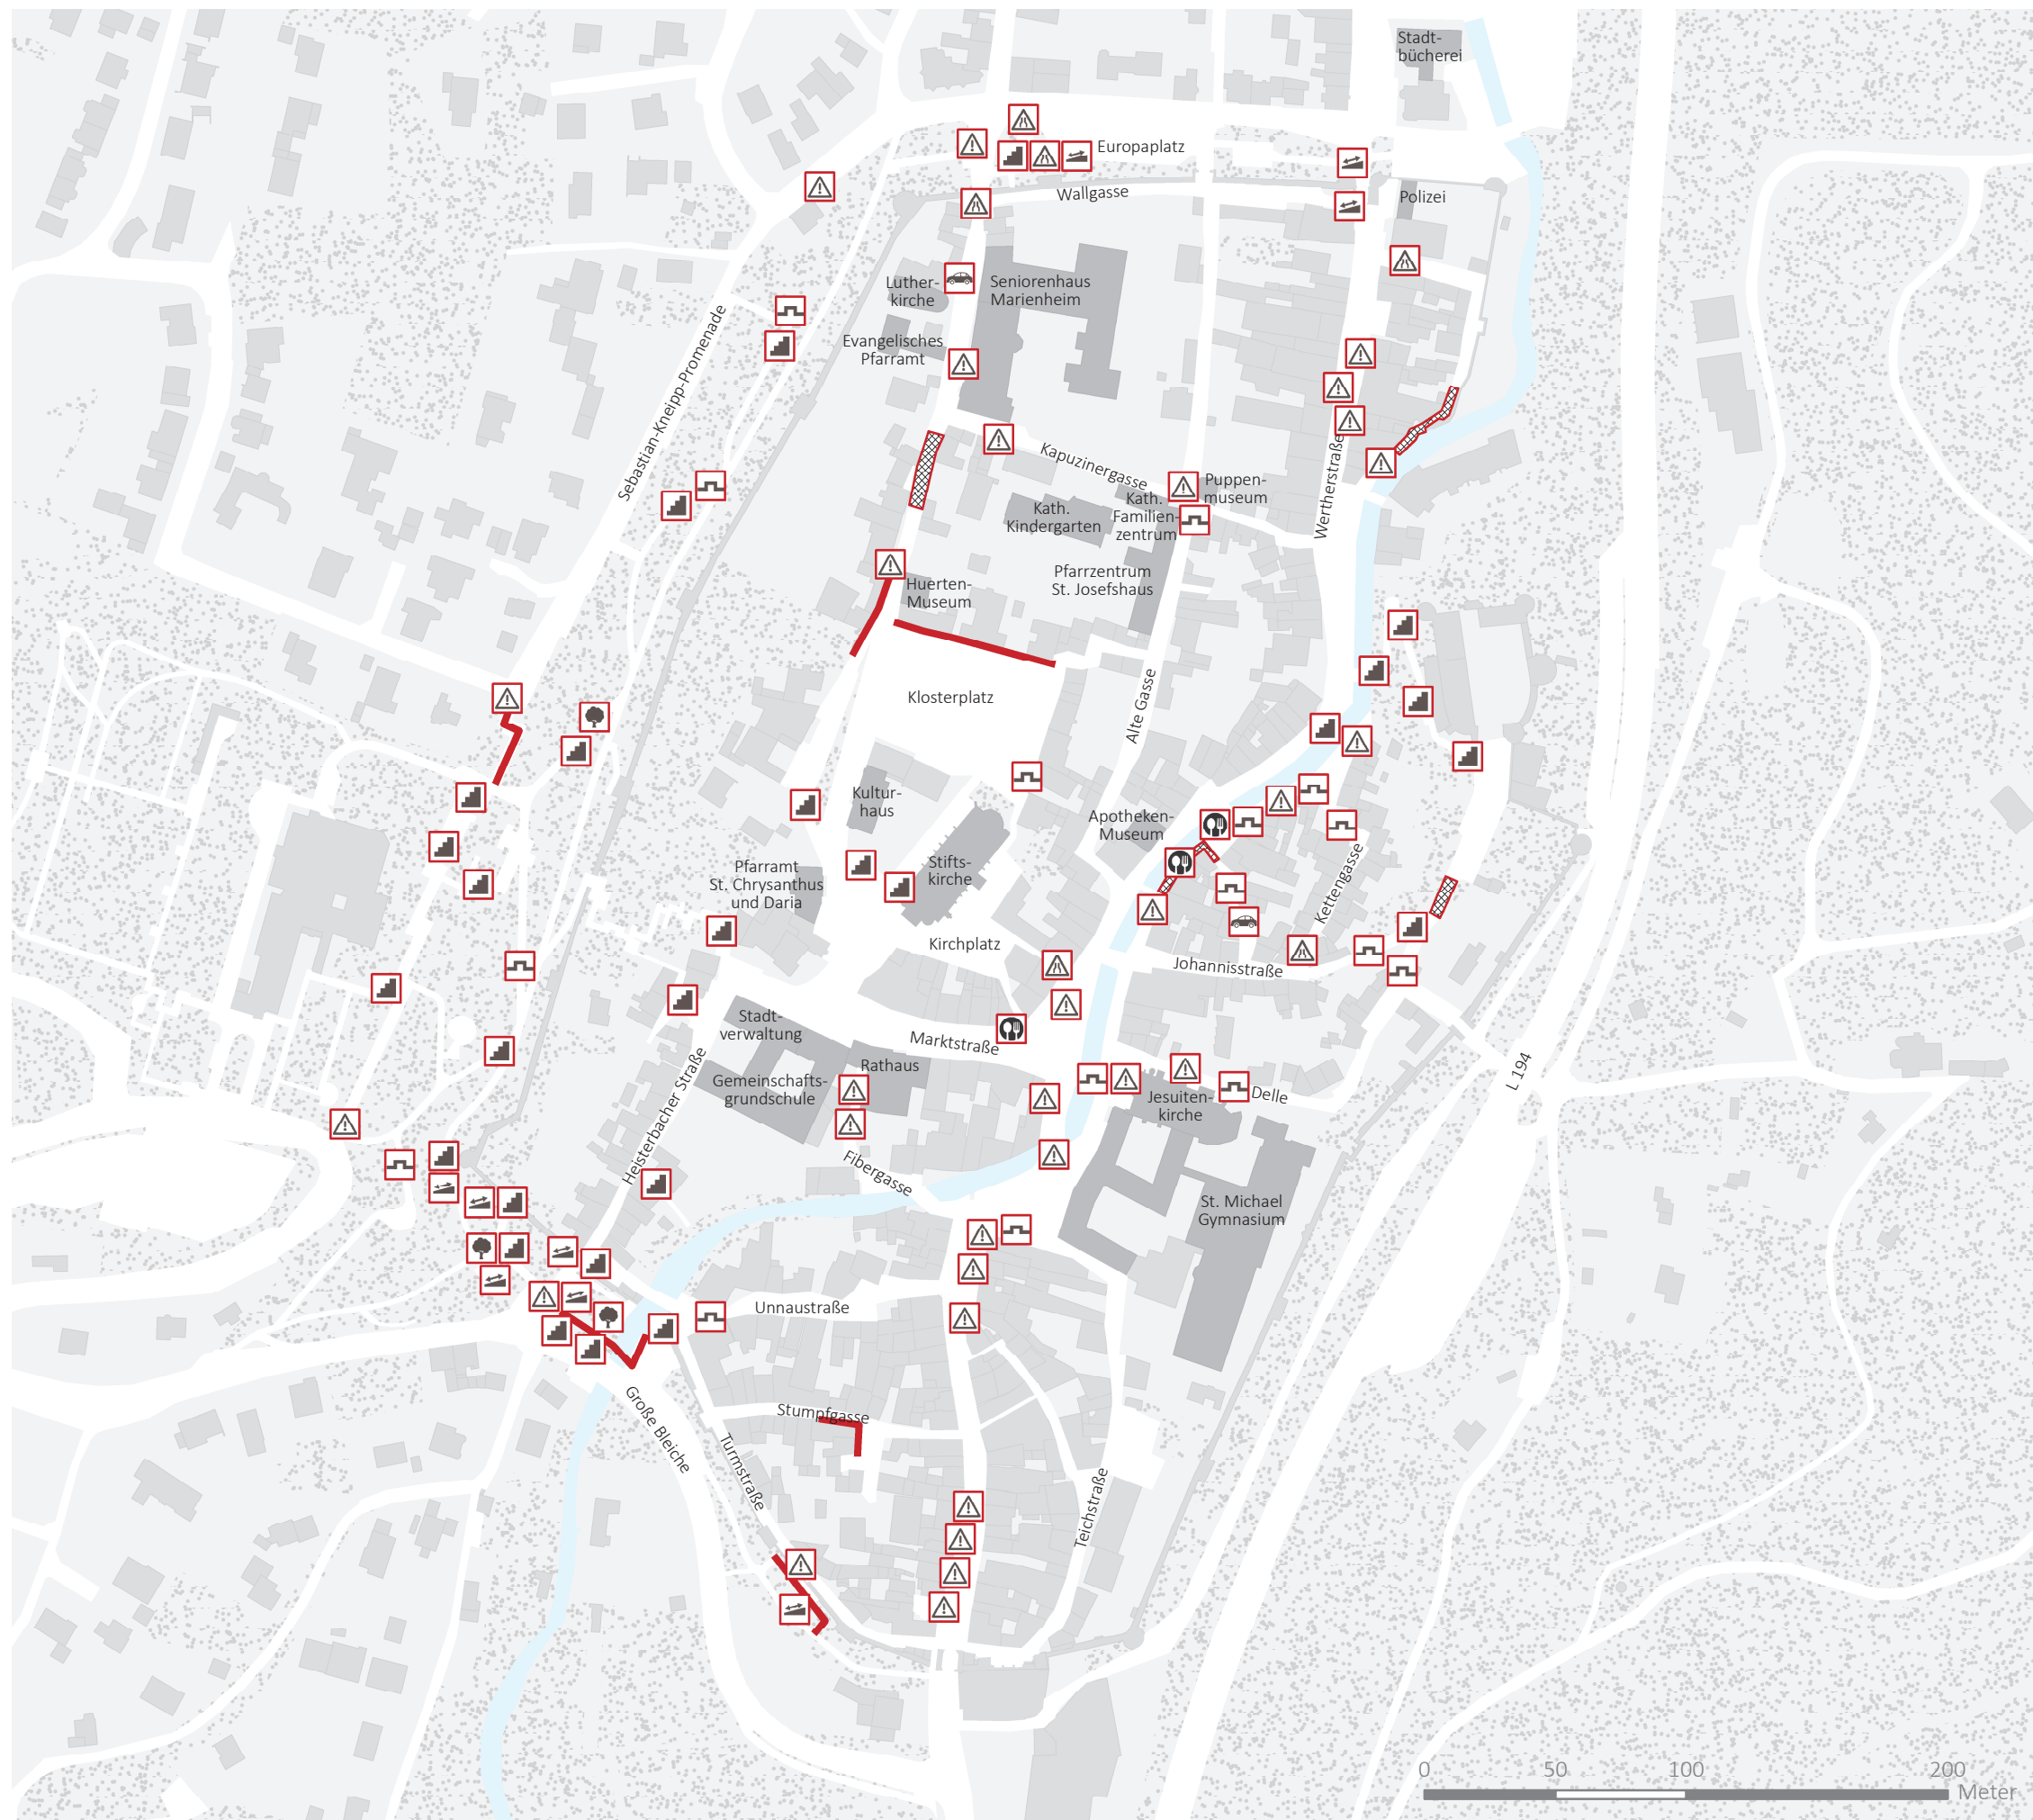 Stadt-
bücherei
Europaplatz
Wallgasse
Polizei
Luther-
kirche
Seniorenhaus
Marienheim
Evangelisches
Pfarramt
Sebastian-Kneipp-Promenade
Kapuzinergasse
Puppen-
museum
Kath.
Familien-
zentrum
Kath.
Kindergarten
Wertherstraße
Pfarrzentrum
St. Josefshaus
Huerten-
Museum
Klosterplatz
Alte Gasse
Kultur-
haus
Apotheken-
Museum
Pfarramt
St. Chrysanthus
und Daria
Stifts-
kirche
Kettengasse
Kirchplatz
Johannisstraße
Stadt-
verwaltung
Marktstraße
Rathaus
Gemeinschafts-
grundschule
Heisterbacher Straße
Jesuiten-
kirche
Delle
L 194
Fibergasse
St. Michael
Gymnasium
Unnaustraße
Große Bleiche
Stumpfgasse
Turmstraße
Teichstraße
0 50 100 200
Meter